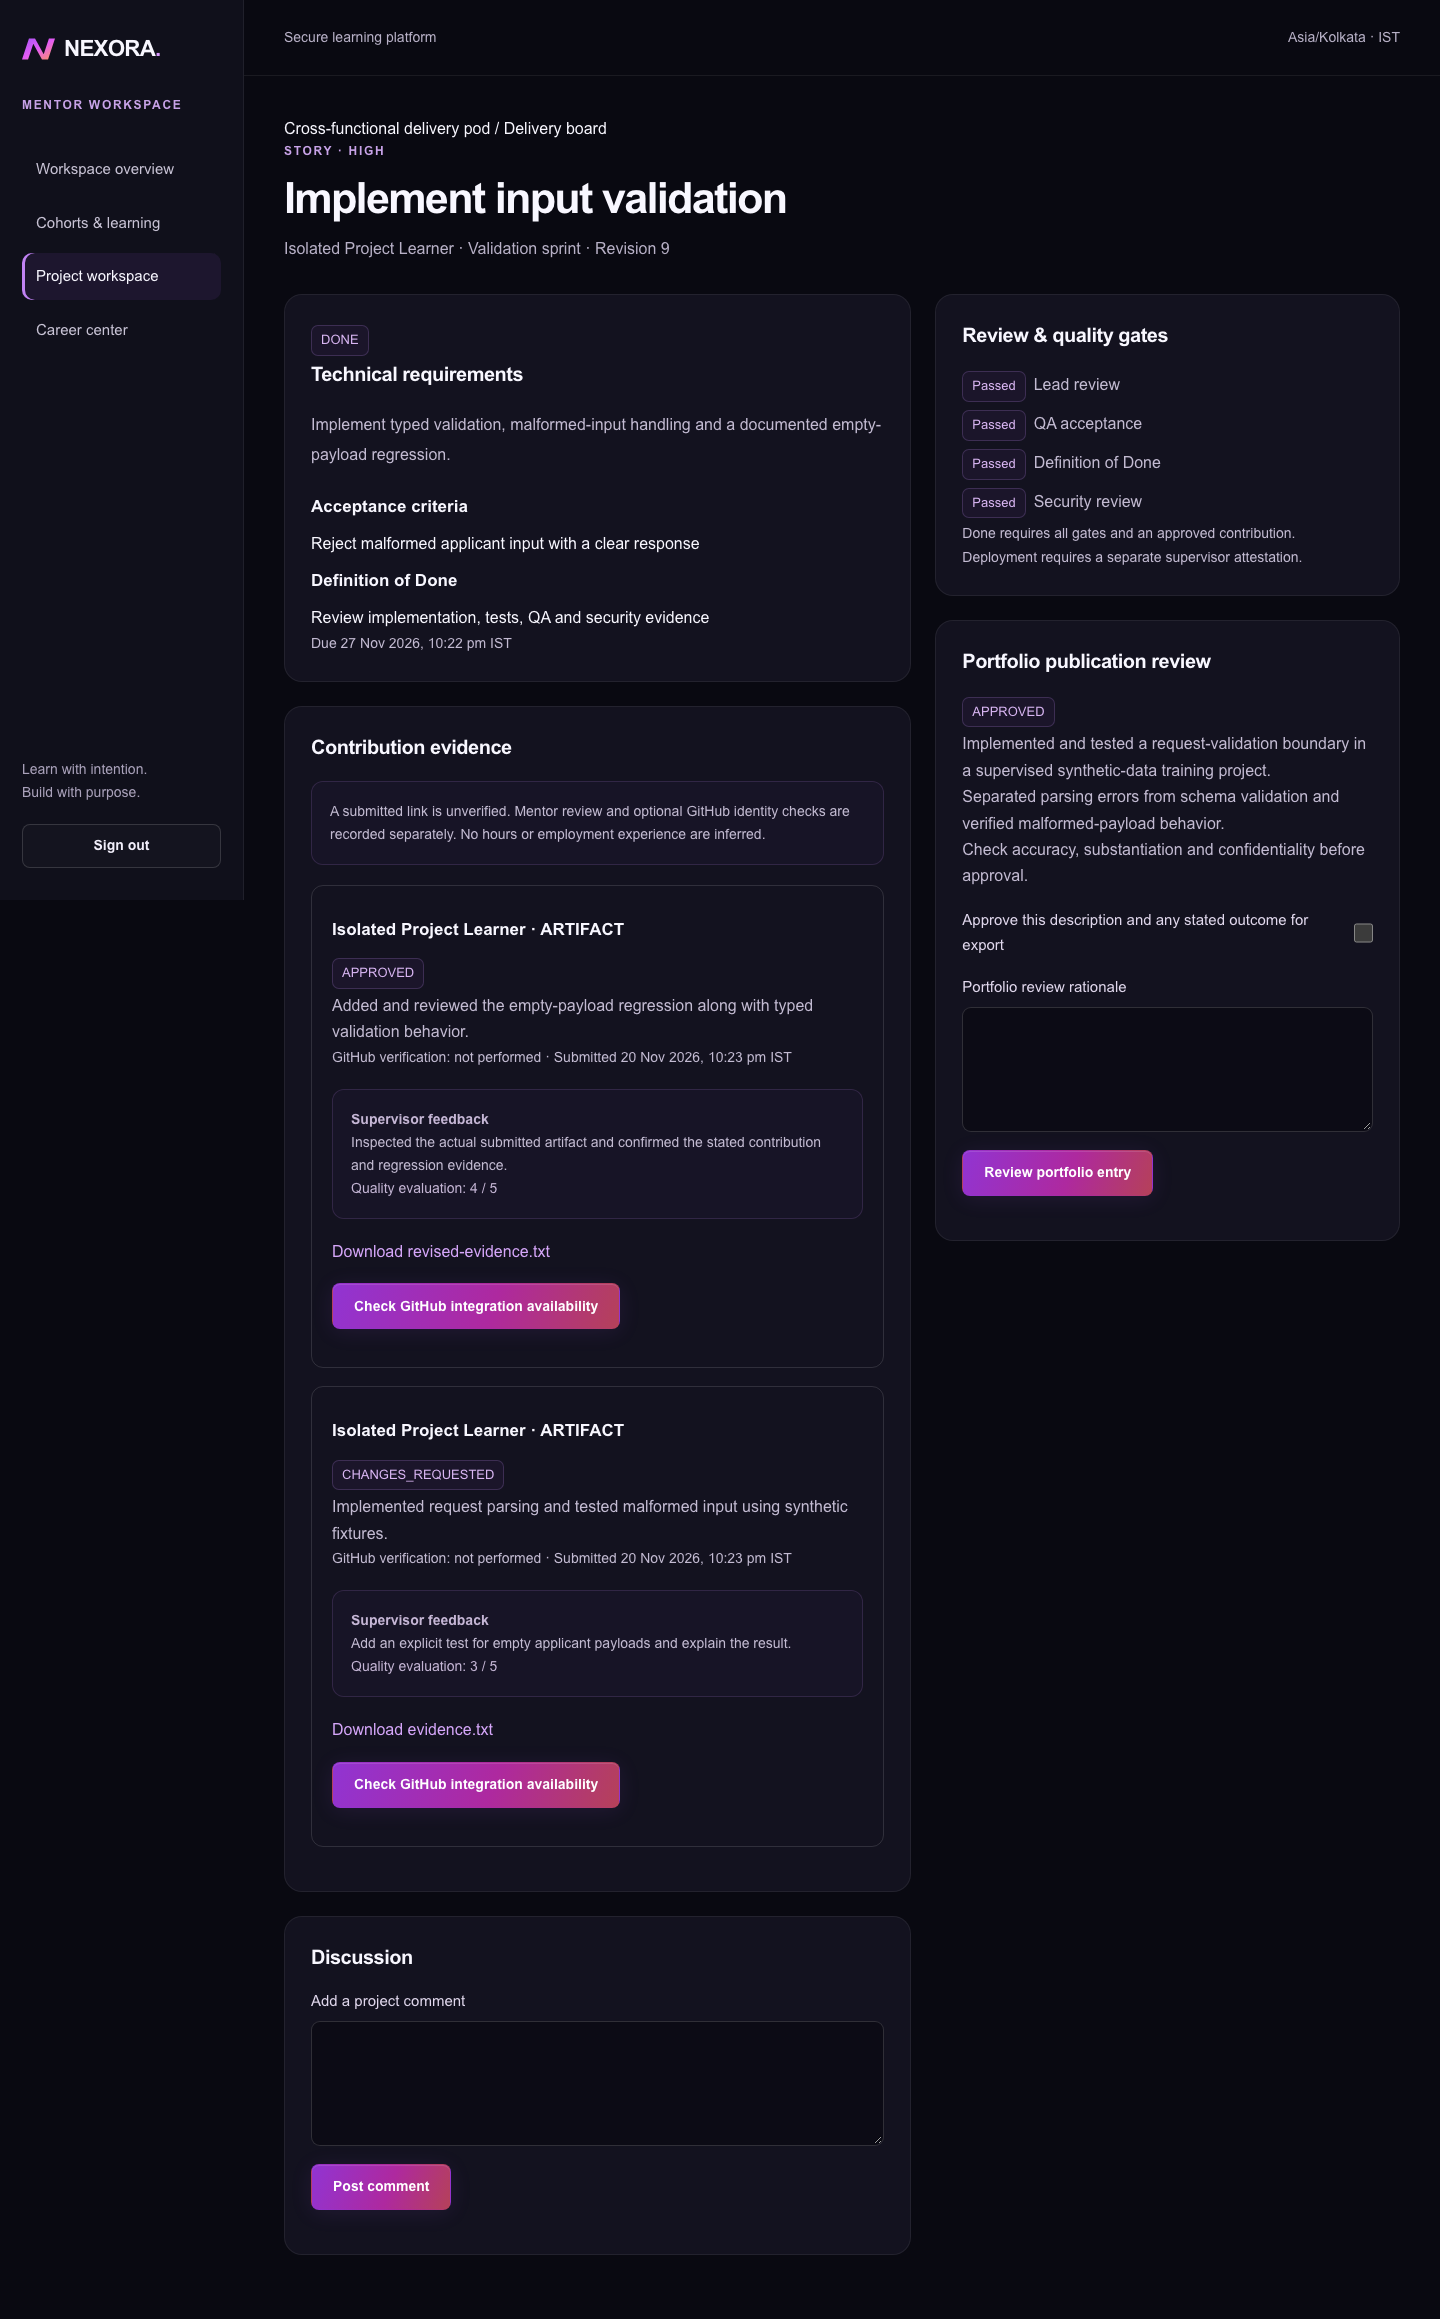 NEXORA.
MENTOR WORKSPACE
Workspace overview
Cohorts & learning
Project workspace
Career center
Learn with intention.
Build with purpose.
Sign out
Secure learning platform
Asia/Kolkata · IST
Cross-functional delivery pod / Delivery board
STORY · HIGH
Implement input validation
Isolated Project Learner · Validation sprint · Revision 9
DONE
Technical requirements
Implement typed validation, malformed-input handling and a documented empty-
payload regression.
Acceptance criteria
Reject malformed applicant input with a clear response
Definition of Done
Review implementation, tests, QA and security evidence
Due 27 Nov 2026, 10:22 pm IST
Contribution evidence
A submitted link is unverified. Mentor review and optional GitHub identity checks are
recorded separately. No hours or employment experience are inferred.
Isolated Project Learner · ARTIFACT
APPROVED
Added and reviewed the empty-payload regression along with typed
validation behavior.
GitHub verification: not performed · Submitted 20 Nov 2026, 10:23 pm IST
Supervisor feedback
Inspected the actual submitted artifact and confirmed the stated contribution
and regression evidence.
Quality evaluation: 4 / 5
Download revised-evidence.txt
Check GitHub integration availability
Isolated Project Learner · ARTIFACT
CHANGES_REQUESTED
Implemented request parsing and tested malformed input using synthetic
fixtures.
GitHub verification: not performed · Submitted 20 Nov 2026, 10:23 pm IST
Supervisor feedback
Add an explicit test for empty applicant payloads and explain the result.
Quality evaluation: 3 / 5
Download evidence.txt
Check GitHub integration availability
Discussion
Add a project comment
Post comment
Review & quality gates
Passed Lead review
Passed QA acceptance
Passed Definition of Done
Passed Security review
Done requires all gates and an approved contribution.
Deployment requires a separate supervisor attestation.
Portfolio publication review
APPROVED
Implemented and tested a request-validation boundary in
a supervised synthetic-data training project.
Separated parsing errors from schema validation and
verified malformed-payload behavior.
Check accuracy, substantiation and confidentiality before
approval.
Approve this description and any stated outcome for
export
Portfolio review rationale
Review portfolio entry